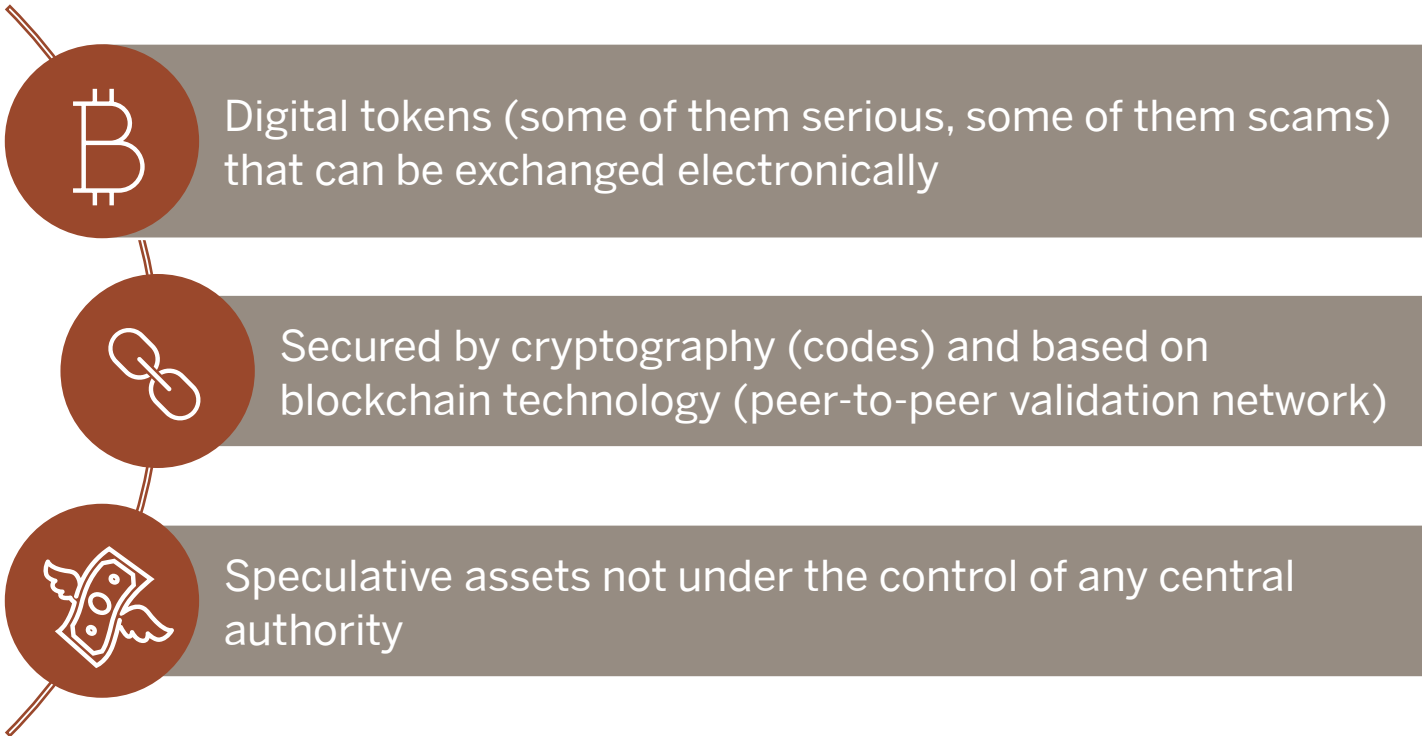 Digital tokens (some of them serious, some of them scams)
that can be exchanged electronically
Secured by cryptography (codes) and based on
blockchain technology (peer-to-peer validation network)
Speculative assets not under the control of any central
authority